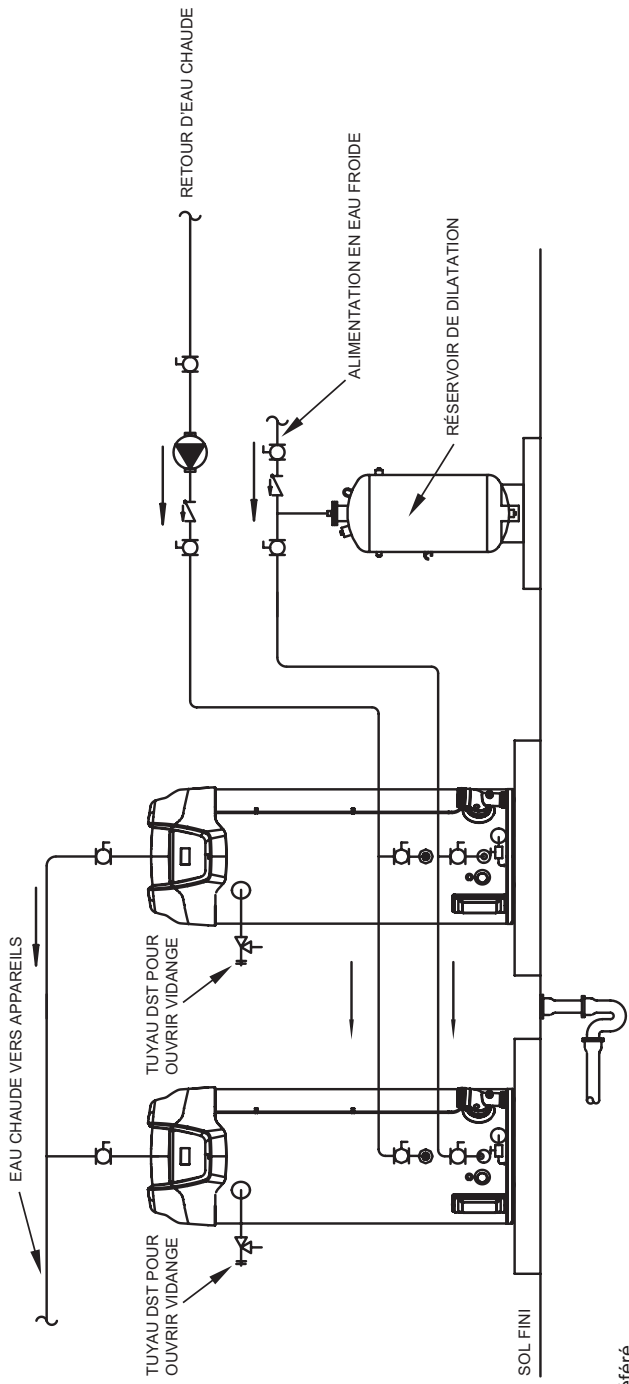 EAU CHAUDE VERS APPAREILS
TUYAU DST POUR
OUVRIR VIDANGE
TUYAU DST POUR
OUVRIR VIDANGE
RETOUR D'EAU CHAUDE
ALIMENTATION EN EAU FROIDE
RÉSERVOIR DE DILATATION
SOL FINI